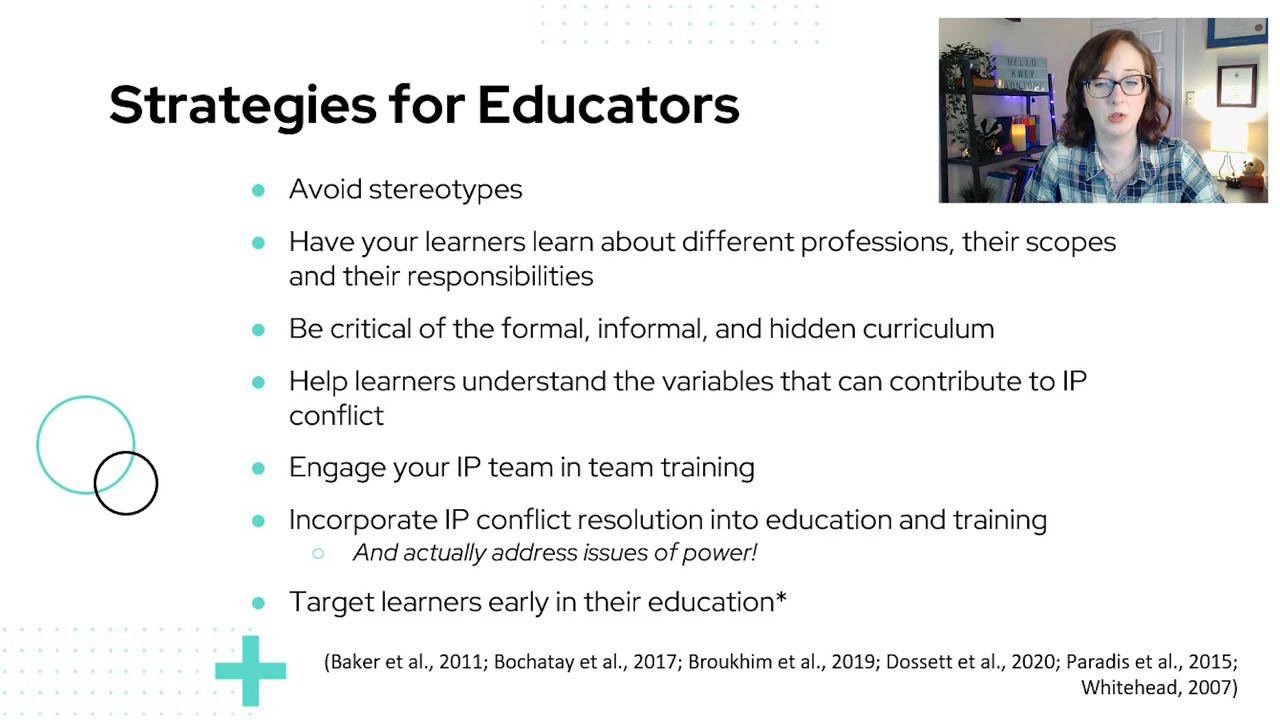 Strategies for Educators
HELLO
KWEY
BONJOUR
Avoid stereotypes
Have your learners learn about different professions, their scopes
and their responsibilities
Be critical of the formal, informal, and hidden curriculum
Help learners understand the variables that can contribute to IP
conflict
Engage your IP team in team training
Incorporate IP conflict resolution into education and training
And actually address issues of power!
Target learners early in their education*
(Baker et al., 2011; Bochatay et al., 2017; Broukhim et al., 2019; Dossett et al., 2020; Paradis et al., 2015;
Whitehead, 2007)